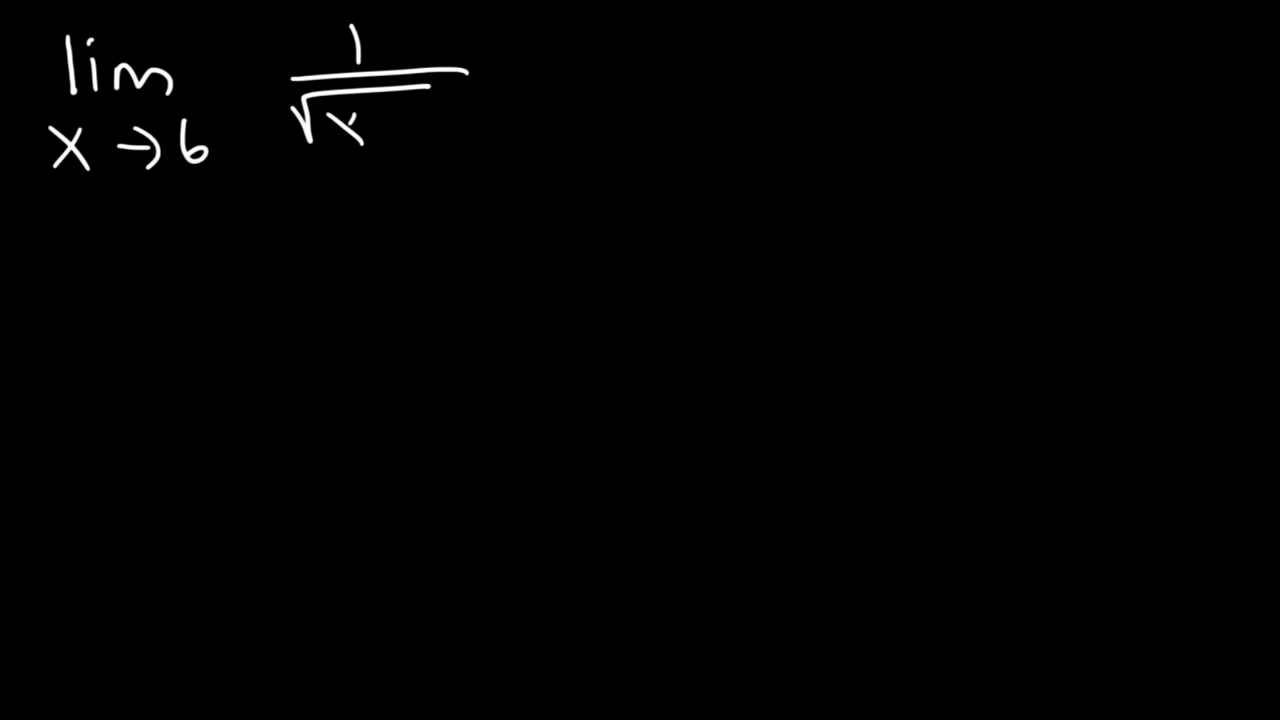 lim 1
x → 6 √x